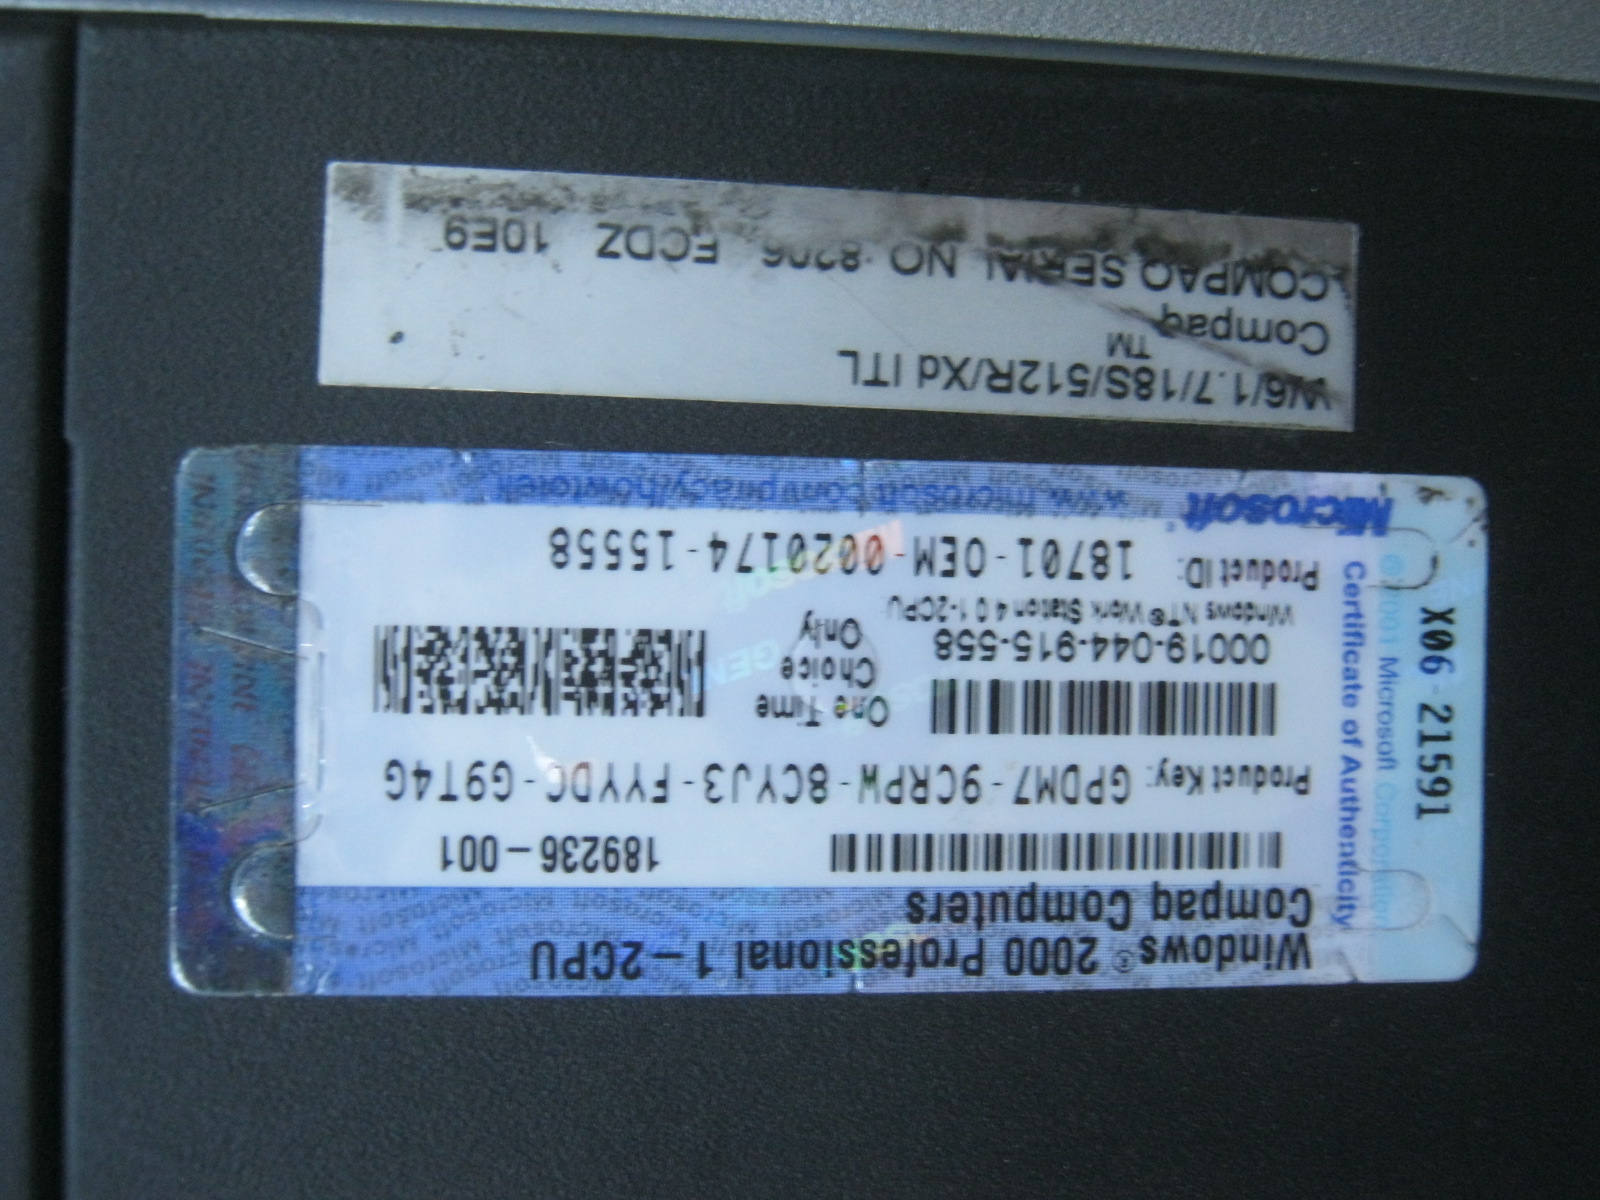 Windows® 2000 Professional 1-2CPU
Compaq Computers
189236-001
Product Key: GPDM7-9CRPW-8CYJ3-FYYDC-G9T4G
One Time
Choice
Only
00019-044-915-558
Windows NT® Work Station 4.0 1-2CPU
Product ID: 18701-OEM-0020174-15558
Microsoft®
www.microsoft.com/piracy/howtotell
Certificate of Authenticity
©2001 Microsoft Corporation
X06-21591
W6/1.7/18S/512R/Xd ITL
Compaq™
COMPAQ SERIAL NO 8206 FCDZ 10E9